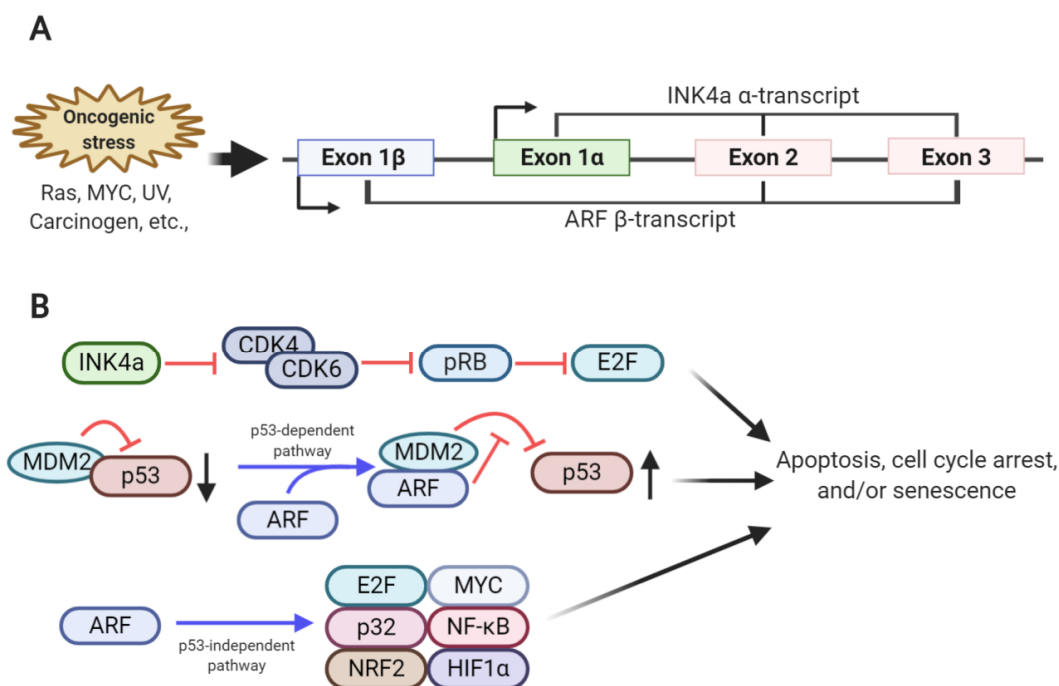 A
Oncogenic
stress
Ras, MYC, UV,
Carcinogen, etc.,
INK4a α-transcript
Exon 1β
Exon 1α
Exon 2
Exon 3
ARF β-transcript
B
INK4a
CDK4
CDK6
pRB
E2F
MDM2
p53
p53-dependent
pathway
ARF
MDM2
ARF
p53
Apoptosis, cell cycle arrest,
and/or senescence
ARF
p53-independent
pathway
E2F
MYC
p32
NF-κB
NRF2
HIF1α